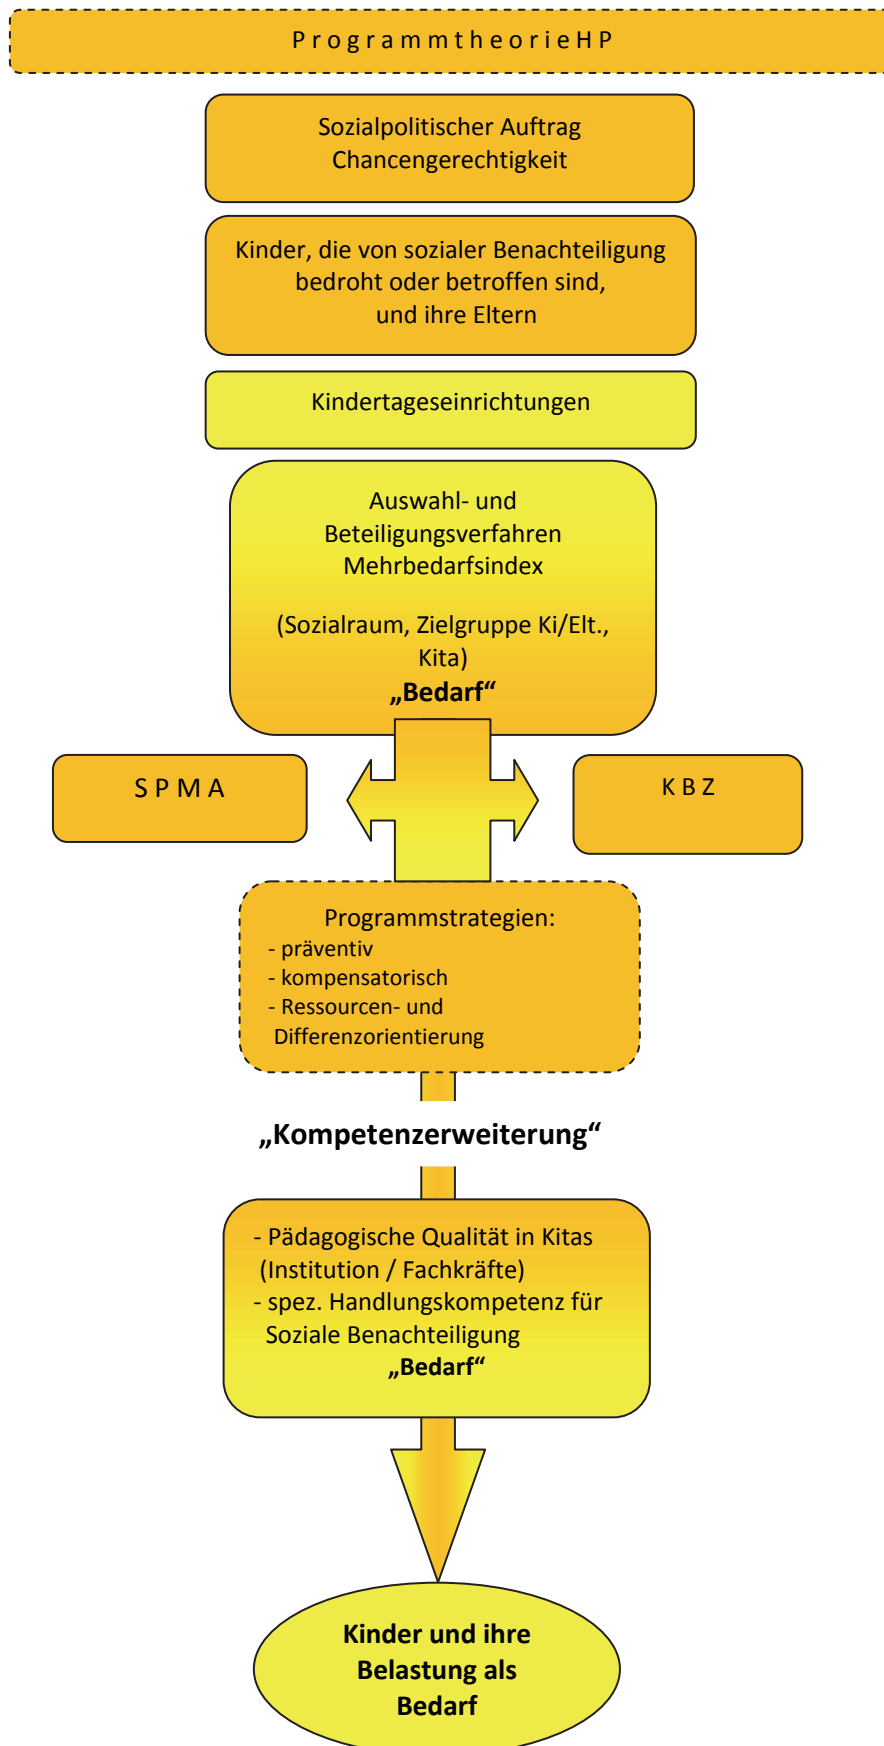 P r o g r a m m t h e o r i e H P
Sozialpolitischer Auftrag
Chancengerechtigkeit
Kinder, die von sozialer Benachteiligung
bedroht oder betroffen sind,
und ihre Eltern
Kindertageseinrichtungen
Auswahl- und
Beteiligungsverfahren
Mehrbedarfsindex
(Sozialraum, Zielgruppe Ki/Elt.,
Kita)
„Bedarf“
S P M A
K B Z
Programmstrategien:
- präventiv
- kompensatorisch
- Ressourcen- und
Differenzorientierung
„Kompetenzerweiterung“
- Pädagogische Qualität in Kitas
(Institution / Fachkräfte)
- spez. Handlungskompetenz für
Soziale Benachteiligung
„Bedarf“
Kinder und ihre
Belastung als
Bedarf